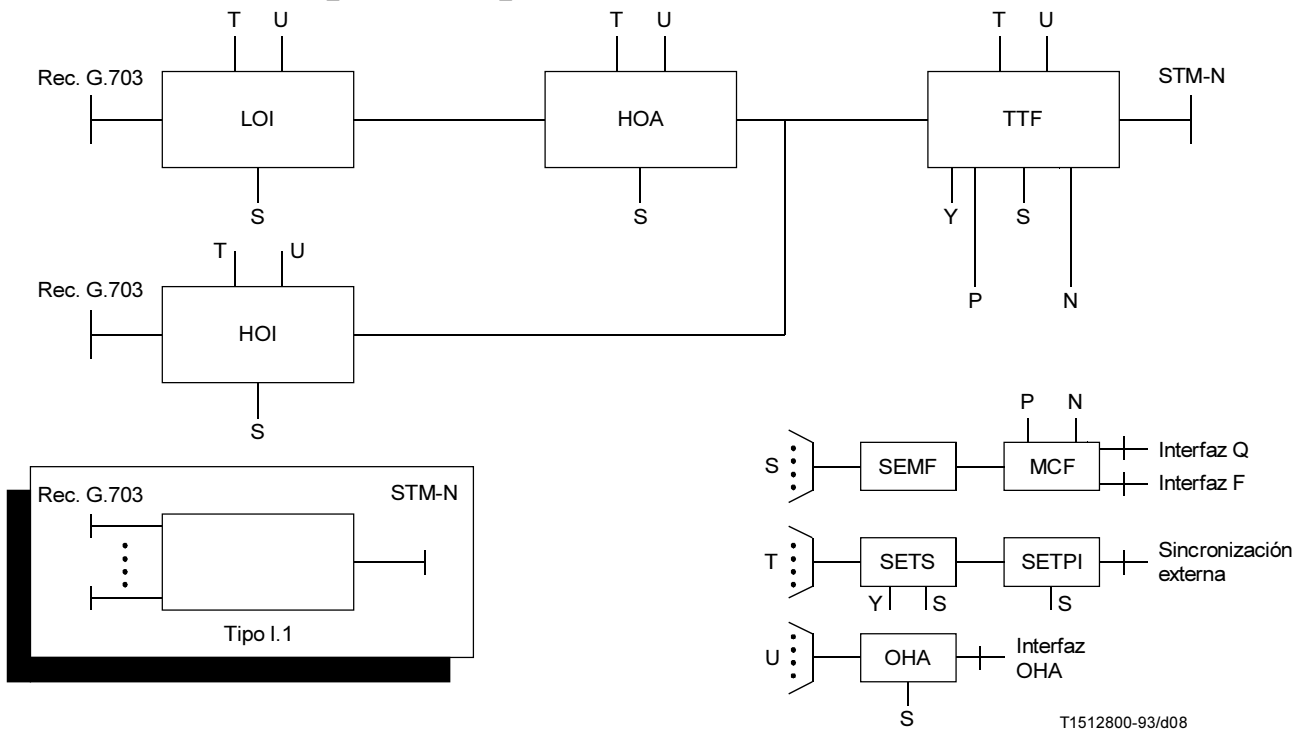 T U
T U
T U
Rec. G.703
STM-N
LOI
HOA
TTF
S
S
Y S
P N
T U
Rec. G.703
HOI
S
P N
S SEMF MCF Interfaz Q
Interfaz F
Rec. G.703 STM-N
Tipo I.1
T SETS SETPI Sincronización
externa
Y S S
U OHA Interfaz
OHA
S
T1512800-93/d08